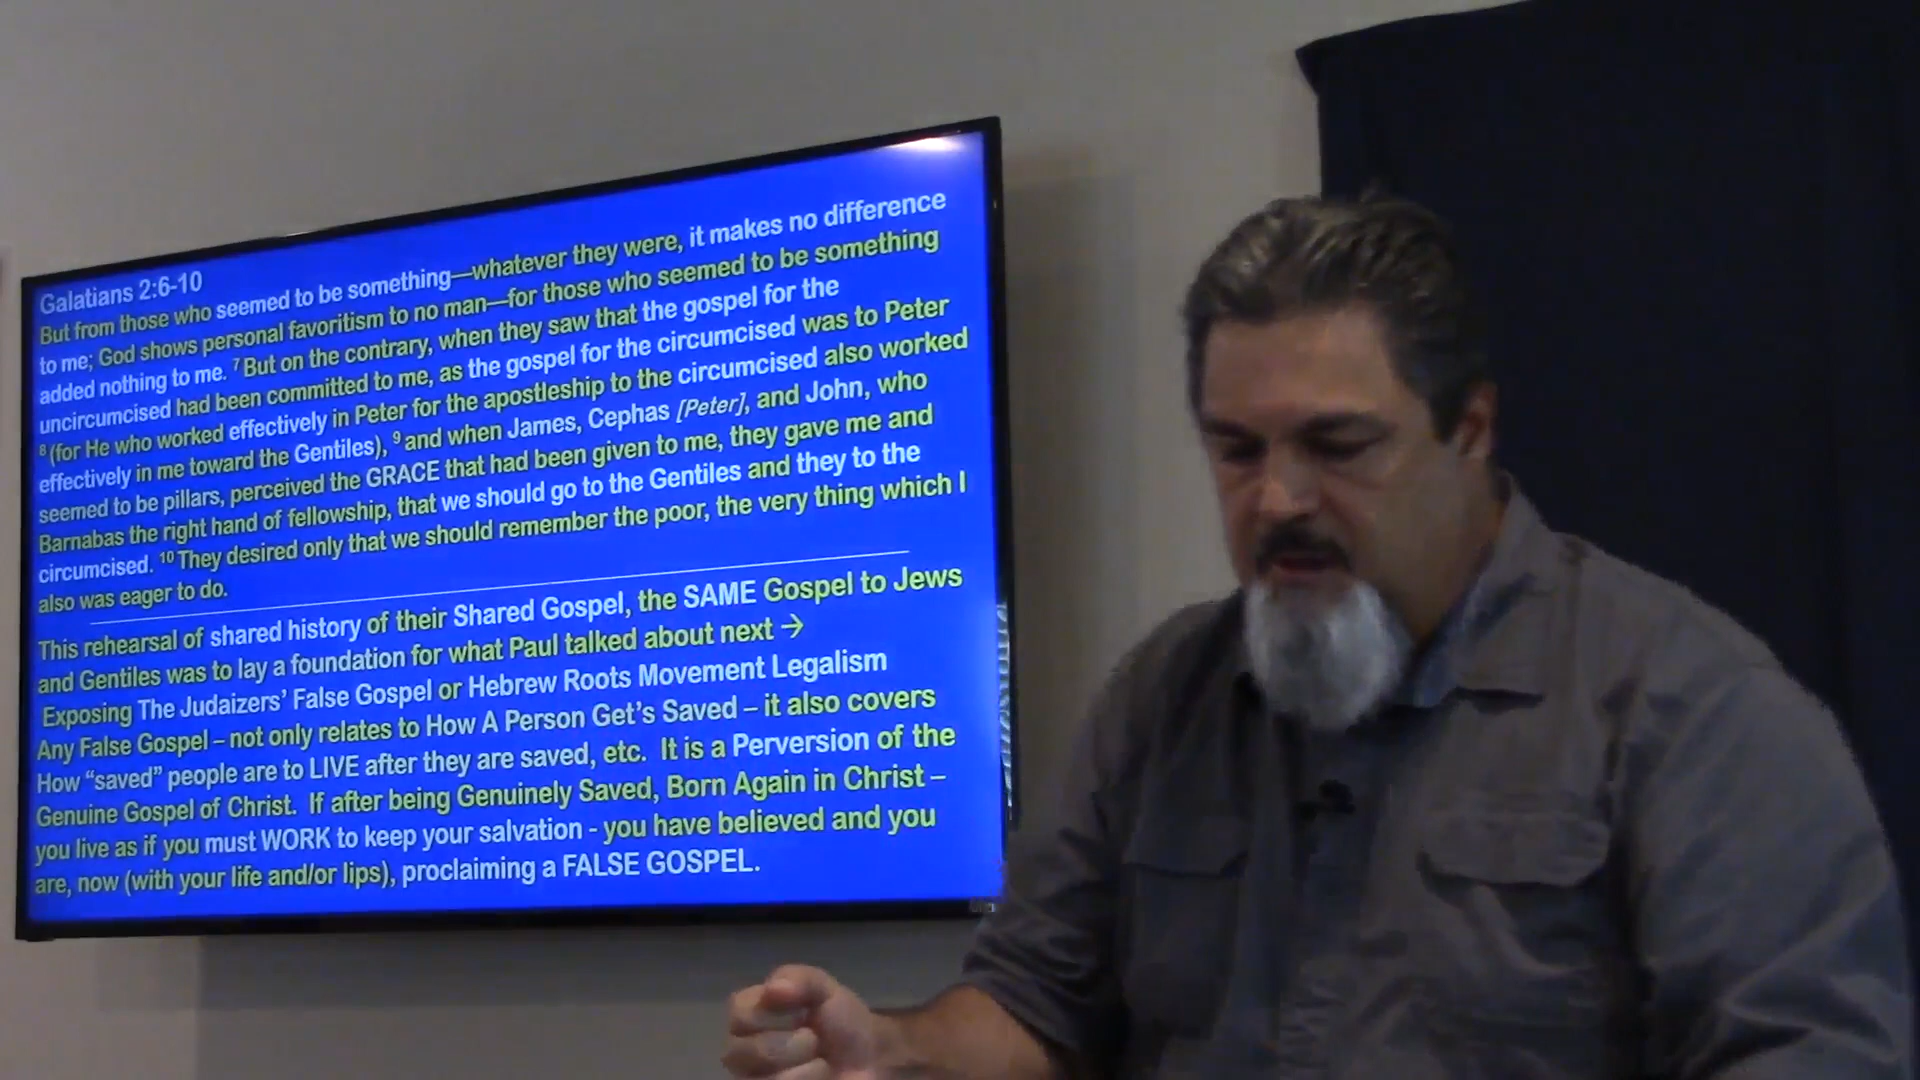 Galatians 2:6-10
But from those who seemed to be something—whatever they were, it makes no difference
to me; God shows personal favoritism to no man—for those who seemed to be something
added nothing to me. 7 But on the contrary, when they saw that the gospel for the
uncircumcised had been committed to me, as the gospel for the circumcised was to Peter
8 (for He who worked effectively in Peter for the apostleship to the circumcised also worked
effectively in me toward the Gentiles), 9 and when James, Cephas [Peter], and John, who
seemed to be pillars, perceived the GRACE that had been given to me, they gave me and
Barnabas the right hand of fellowship, that we should go to the Gentiles and they to the
circumcised. 10 They desired only that we should remember the poor, the very thing which I
also was eager to do.
This rehearsal of shared history of their Shared Gospel, the SAME Gospel to Jews
and Gentiles was to lay a foundation for what Paul talked about next →
Exposing The Judaizers’ False Gospel or Hebrew Roots Movement Legalism
Any False Gospel – not only relates to How A Person Get’s Saved – it also covers
How “saved” people are to LIVE after they are saved, etc. It is a Perversion of the
Genuine Gospel of Christ. If after being Genuinely Saved, Born Again in Christ –
you live as if you must WORK to keep your salvation - you have believed and you
are, now (with your life and/or lips), proclaiming a FALSE GOSPEL.